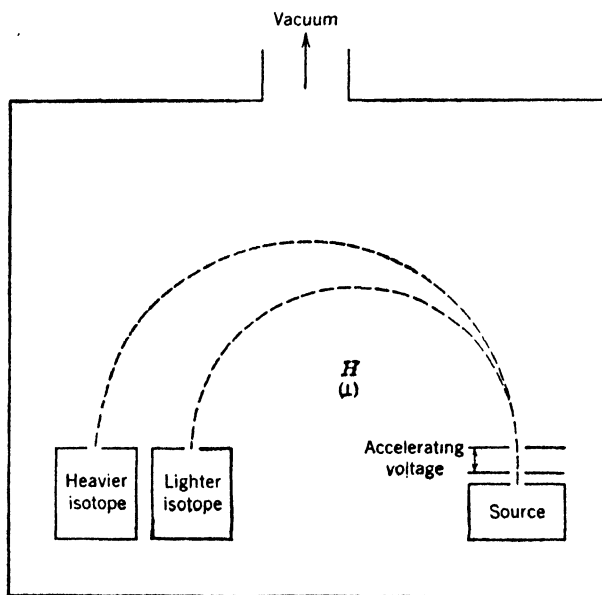 Vacuum
H
(⊥)
Accelerating
voltage
Heavier
isotope
Lighter
isotope
Source